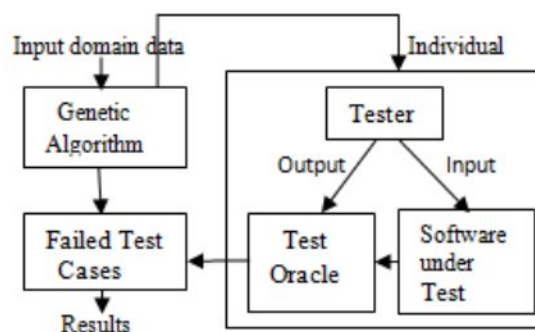 Input domain data
Individual
Genetic
Algorithm
Tester
Output
Input
Failed Test
Cases
Test
Oracle
Software
under
Test
Results